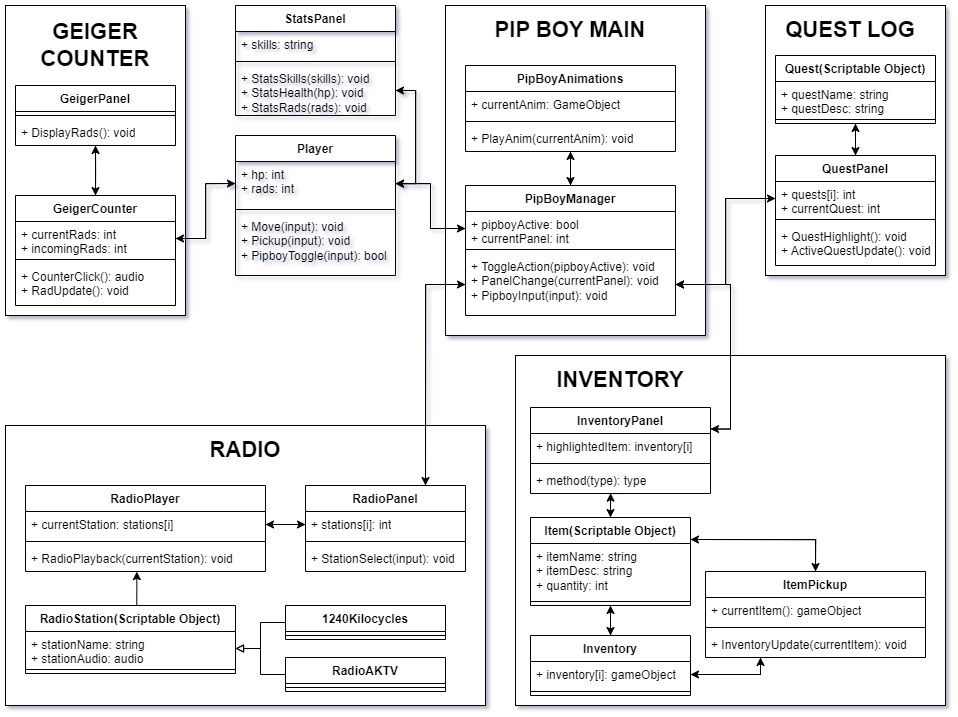 GEIGER
COUNTER
GeigerPanel
+ DisplayRads(): void
GeigerCounter
+ currentRads: int
+ incomingRads: int
+ CounterClick(): audio
+ RadUpdate(): void
StatsPanel
+ skills: string
+ StatsSkills(skills): void
+ StatsHealth(hp): void
+ StatsRads(rads): void
Player
+ hp: int
+ rads: int
+ Move(input): void
+ Pickup(input): void
+ PipboyToggle(input): bool
PIP BOY MAIN
PipBoyAnimations
+ currentAnim: GameObject
+ PlayAnim(currentAnim): void
PipBoyManager
+ pipboyActive: bool
+ currentPanel: int
+ ToggleAction(pipboyActive): void
+ PanelChange(currentPanel): void
+ PipboyInput(input): void
QUEST LOG
Quest(Scriptable Object)
+ questName: string
+ questDesc: string
QuestPanel
+ quests[i]: int
+ currentQuest: int
+ QuestHighlight(): void
+ ActiveQuestUpdate(): void
RADIO
RadioPlayer
+ currentStation: stations[i]
+ RadioPlayback(currentStation): void
RadioPanel
+ stations[i]: int
+ StationSelect(input): void
RadioStation(Scriptable Object)
+ stationName: string
+ stationAudio: audio
1240Kilocycles
RadioAKTV
INVENTORY
InventoryPanel
+ highlightedItem: inventory[i]
+ method(type): type
Item(Scriptable Object)
+ itemName: string
+ itemDesc: string
+ quantity: int
ItemPickup
+ currentItem(): gameObject
+ InventoryUpdate(currentItem): void
Inventory
+ inventory[i]: gameObject